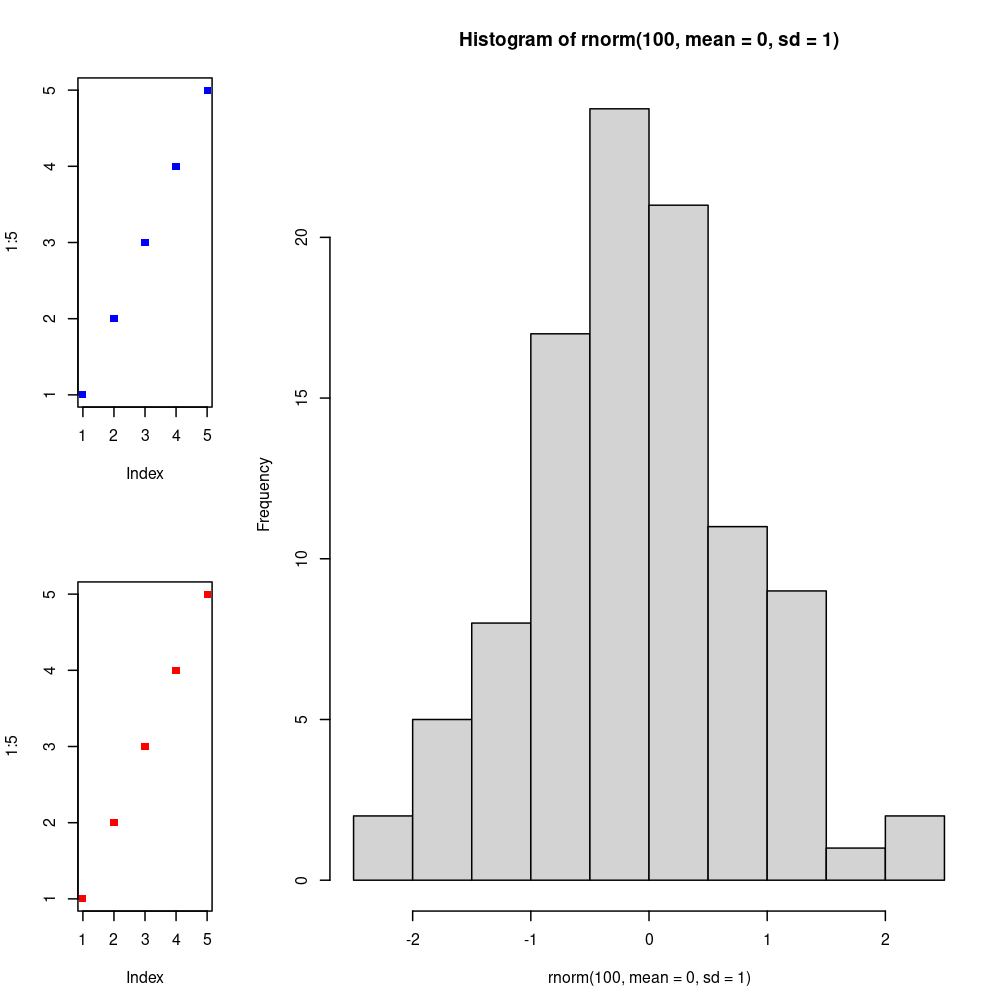 Histogram of rnorm(100, mean = 0, sd = 1)
5
4
3
2
1
1:5
1 2 3 4 5
Index
5
4
3
2
1
1:5
1 2 3 4 5
Index
20
15
10
5
0
Frequency
-2 -1 0 1 2
rnorm(100, mean = 0, sd = 1)